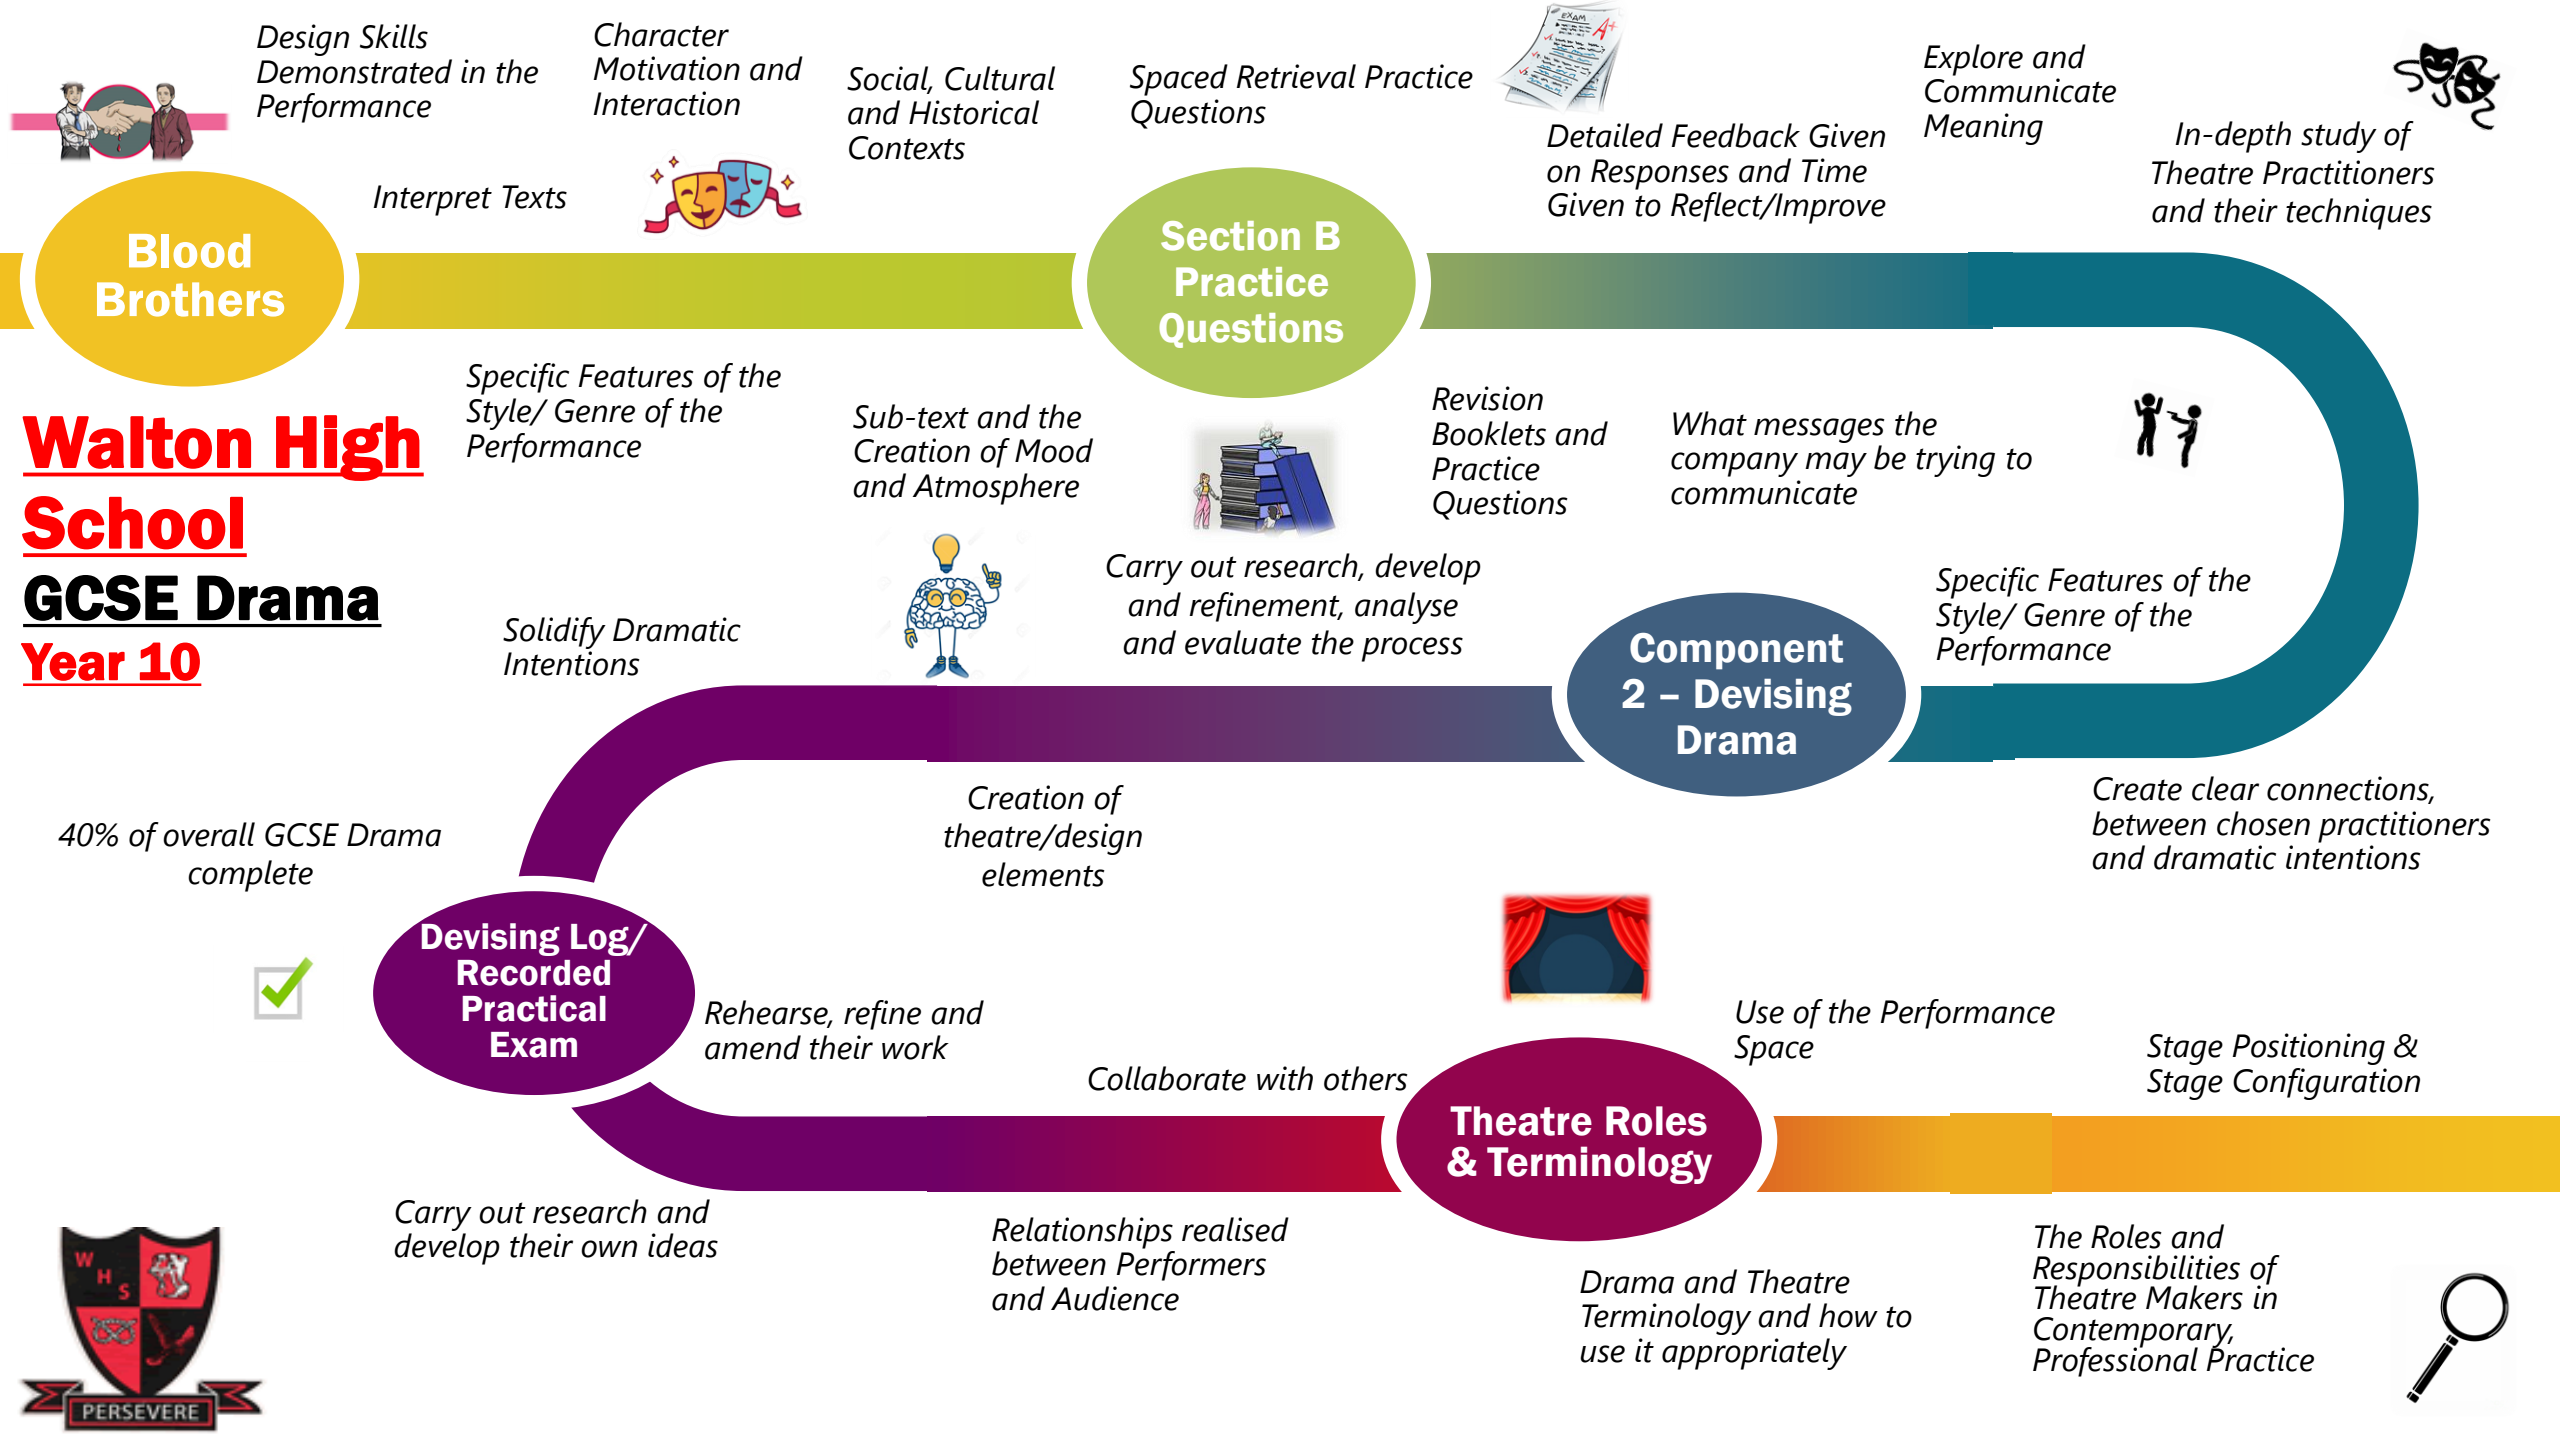 Design Skills
Demonstrated in the
Performance
Character
Motivation and
Interaction
Social, Cultural
and Historical
Contexts
Spaced Retrieval Practice
Questions
EXAM
A+
Detailed Feedback Given
on Responses and Time
Given to Reflect/Improve
Explore and
Communicate
Meaning
In-depth study of
Theatre Practitioners
and their techniques
Interpret Texts
Blood
Brothers
Section B
Practice
Questions
Walton High
School
GCSE Drama
Year 10
Specific Features of the
Style/ Genre of the
Performance
Sub-text and the
Creation of Mood
and Atmosphere
Revision
Booklets and
Practice
Questions
What messages the
company may be trying to
communicate
Solidify Dramatic
Intentions
Carry out research, develop
and refinement, analyse
and evaluate the process
Component
2 – Devising
Drama
Specific Features of the
Style/ Genre of the
Performance
40% of overall GCSE Drama
complete
Creation of
theatre/design
elements
Create clear connections,
between chosen practitioners
and dramatic intentions
Devising Log/
Recorded
Practical
Exam
Rehearse, refine and
amend their work
Collaborate with others
Theatre Roles
& Terminology
Use of the Performance
Space
Stage Positioning &
Stage Configuration
Carry out research and
develop their own ideas
Relationships realised
between Performers
and Audience
Drama and Theatre
Terminology and how to
use it appropriately
The Roles and
Responsibilities of
Theatre Makers in
Contemporary,
Professional Practice
W
H
S
PERSEVERE